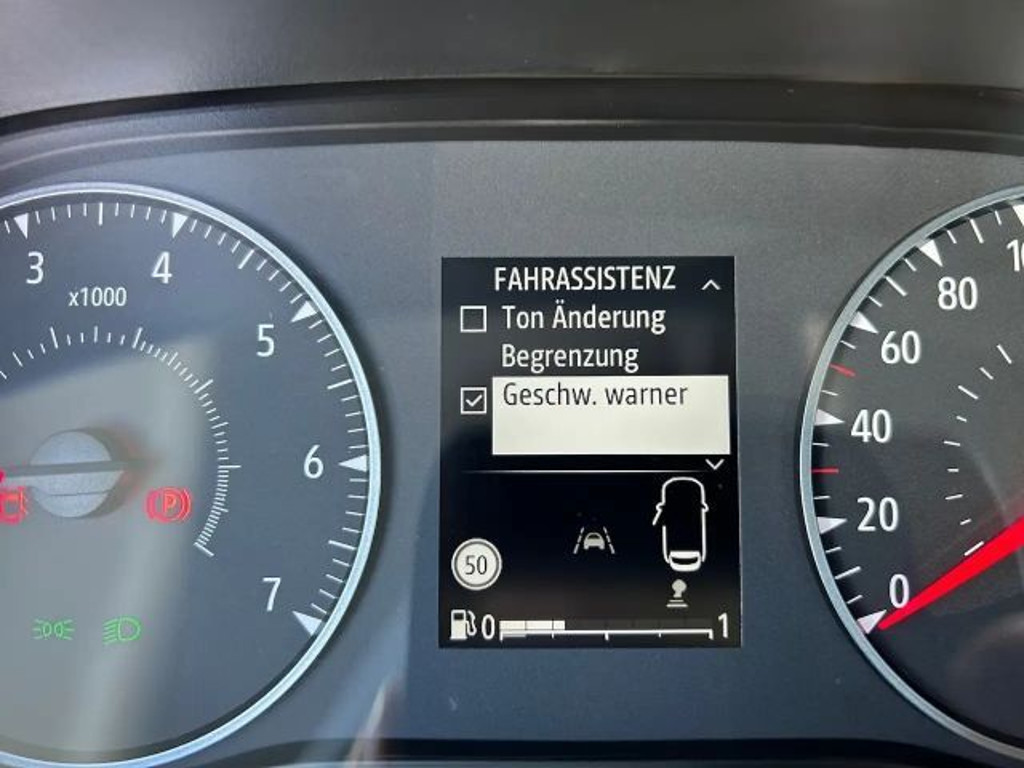 FAHRASSISTENZ
Ton Änderung
Begrenzung
Geschw. warner
50
0 1
3
4
x1000
5
6
7
P
80
60
40
20
0